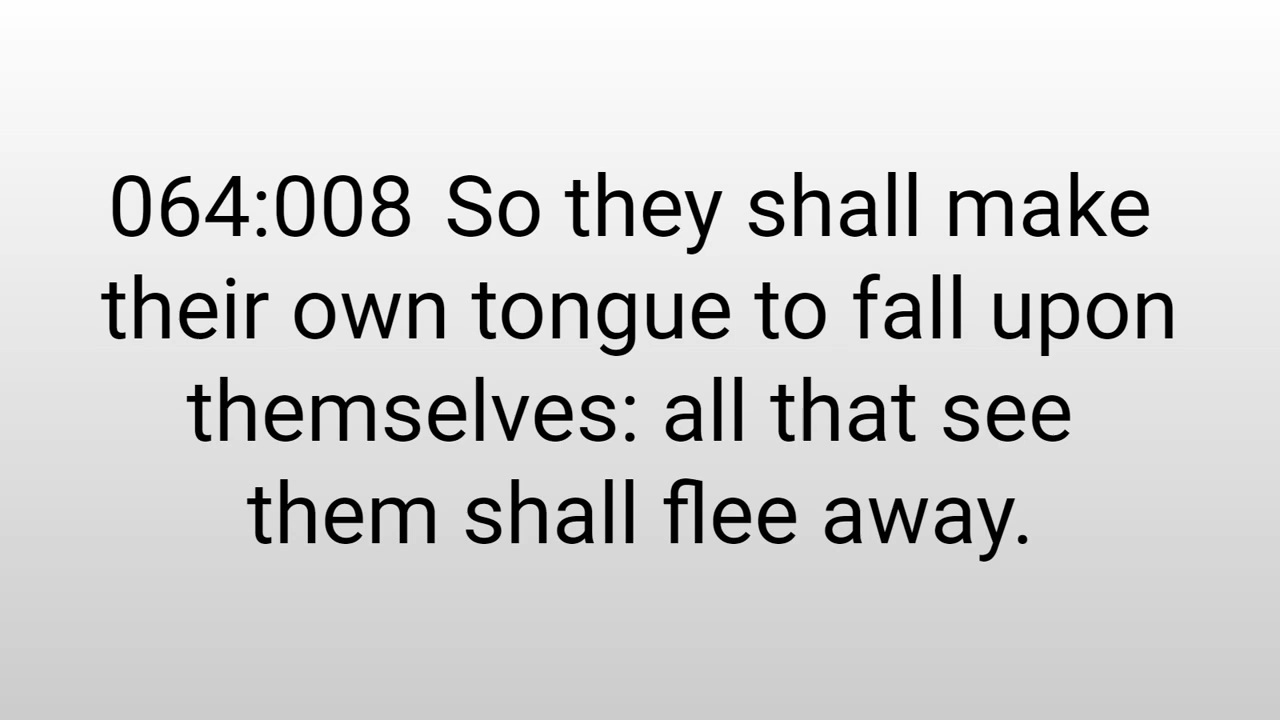 064:008 So they shall make
their own tongue to fall upon
themselves: all that see
them shall flee away.